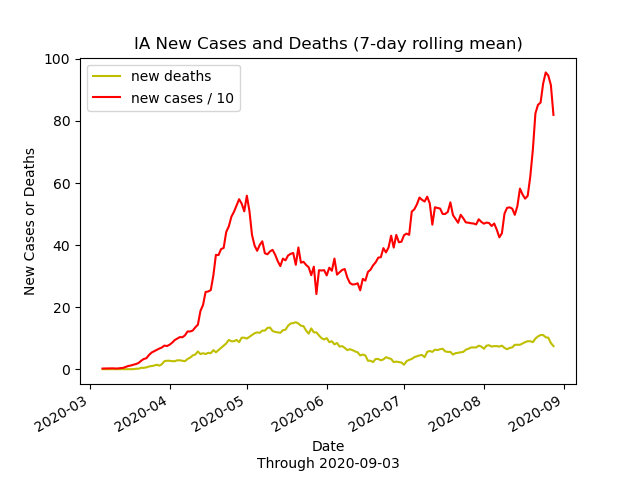 IA New Cases and Deaths (7-day rolling mean)
new deaths
new cases / 10
New Cases or Deaths
100
80
60
40
20
0
2020-03
2020-04
2020-05
2020-06
2020-07
2020-08
2020-09
Date
Through 2020-09-03